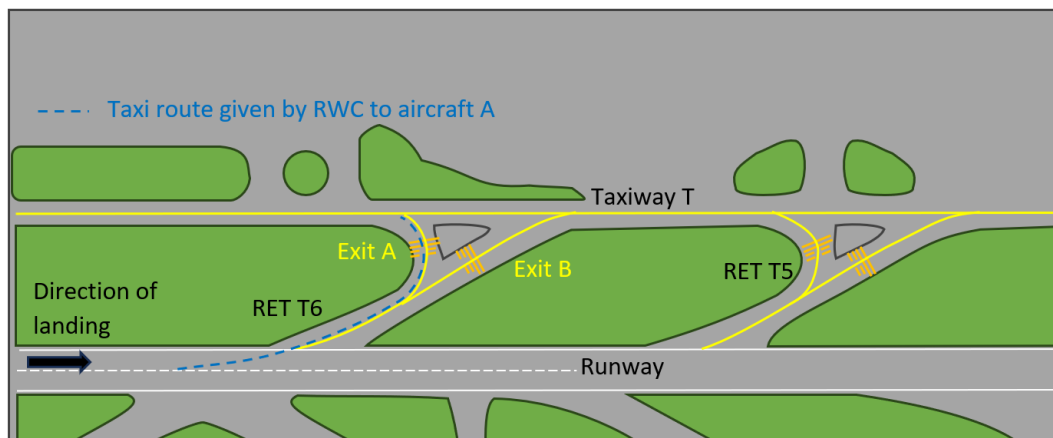 Taxi route given by RWC to aircraft A
Taxiway T
Exit A
Exit B
RET T5
Direction of
landing
RET T6
Runway